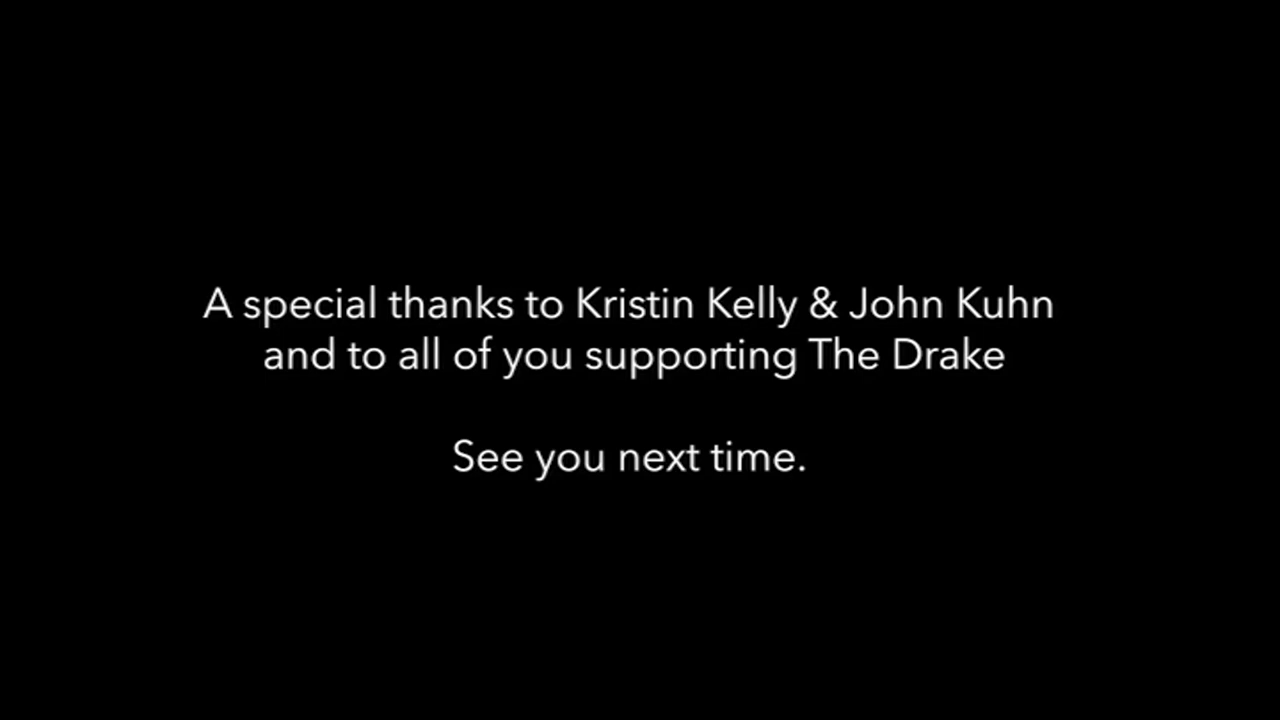 A special thanks to Kristin Kelly & John Kuhn
and to all of you supporting The Drake
See you next time.